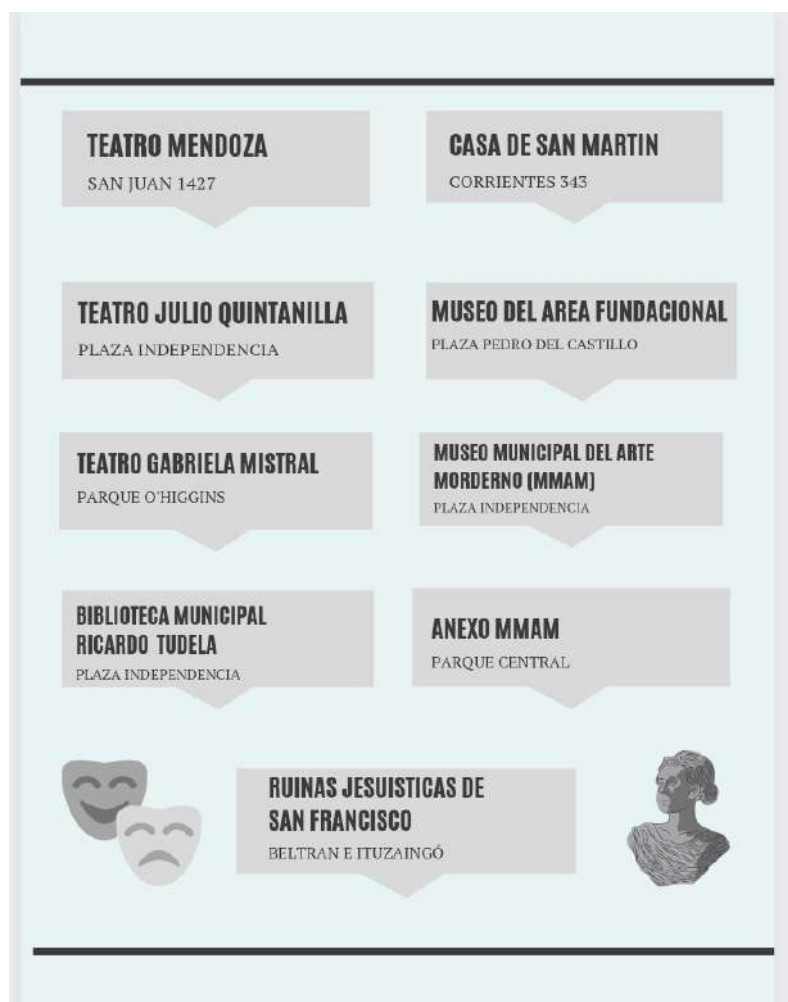 TEATRO MENDOZA
SAN JUAN 1427
CASA DE SAN MARTIN
CORRIENTES 343
TEATRO JULIO QUINTANILLA
PLAZA INDEPENDENCIA
MUSEO DEL AREA FUNDACIONAL
PLAZA PEDRO DEL CASTILLO
TEATRO GABRIELA MISTRAL
PARQUE O'HIGGINS
MUSEO MUNICIPAL DEL ARTE
MORDERNO (MMAM)
PLAZA INDEPENDENCIA
BIBLIOTECA MUNICIPAL
RICARDO TUDELA
PLAZA INDEPENDENCIA
ANEXO MMAM
PARQUE CENTRAL
RUINAS JESUISTICAS DE
SAN FRANCISCO
BELTRAN E ITUZAINGÓ